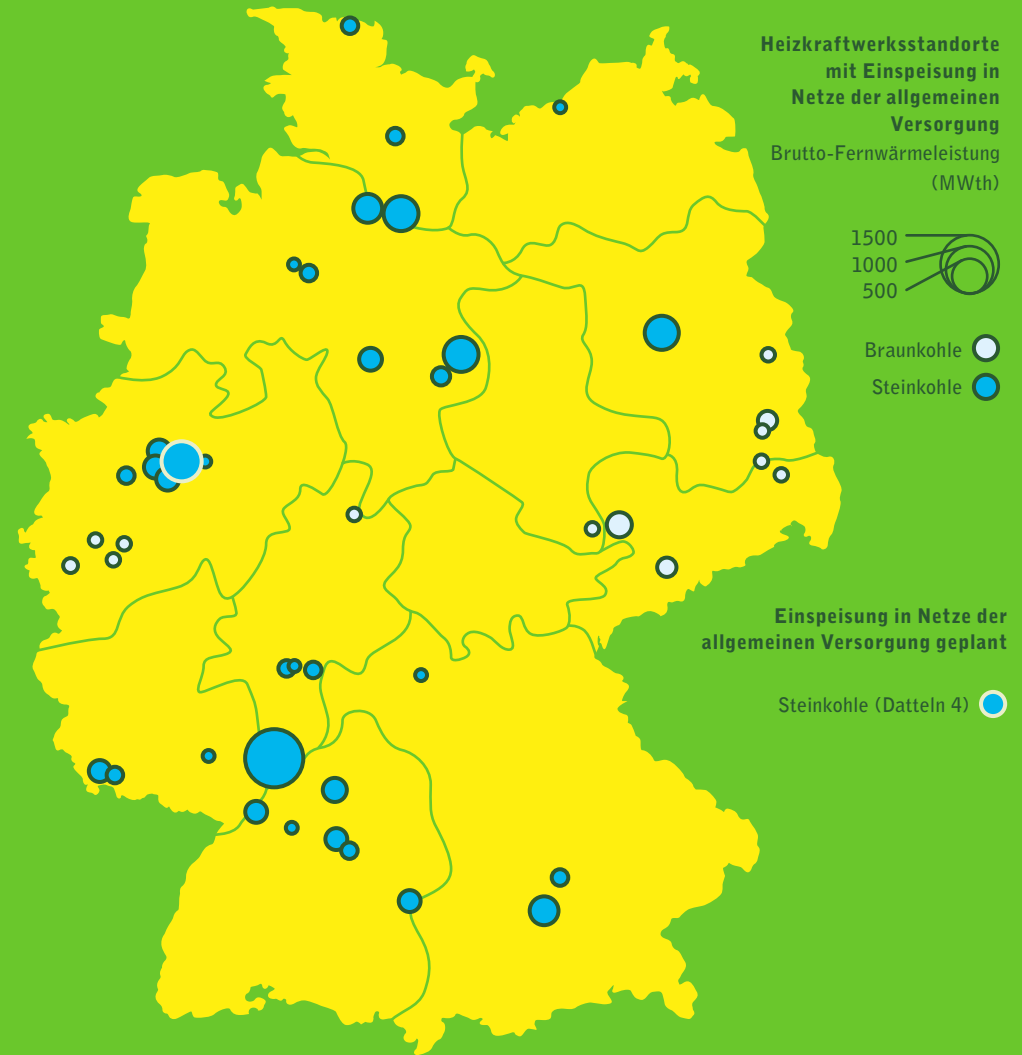 Heizkraftwerksstandorte
mit Einspeisung in
Netze der allgemeinen
Versorgung
Brutto-Fernwärmeleistung
(MWth)
1500
1000
500
Braunkohle
Steinkohle
Einspeisung in Netze der
allgemeinen Versorgung geplant
Steinkohle (Datteln 4)